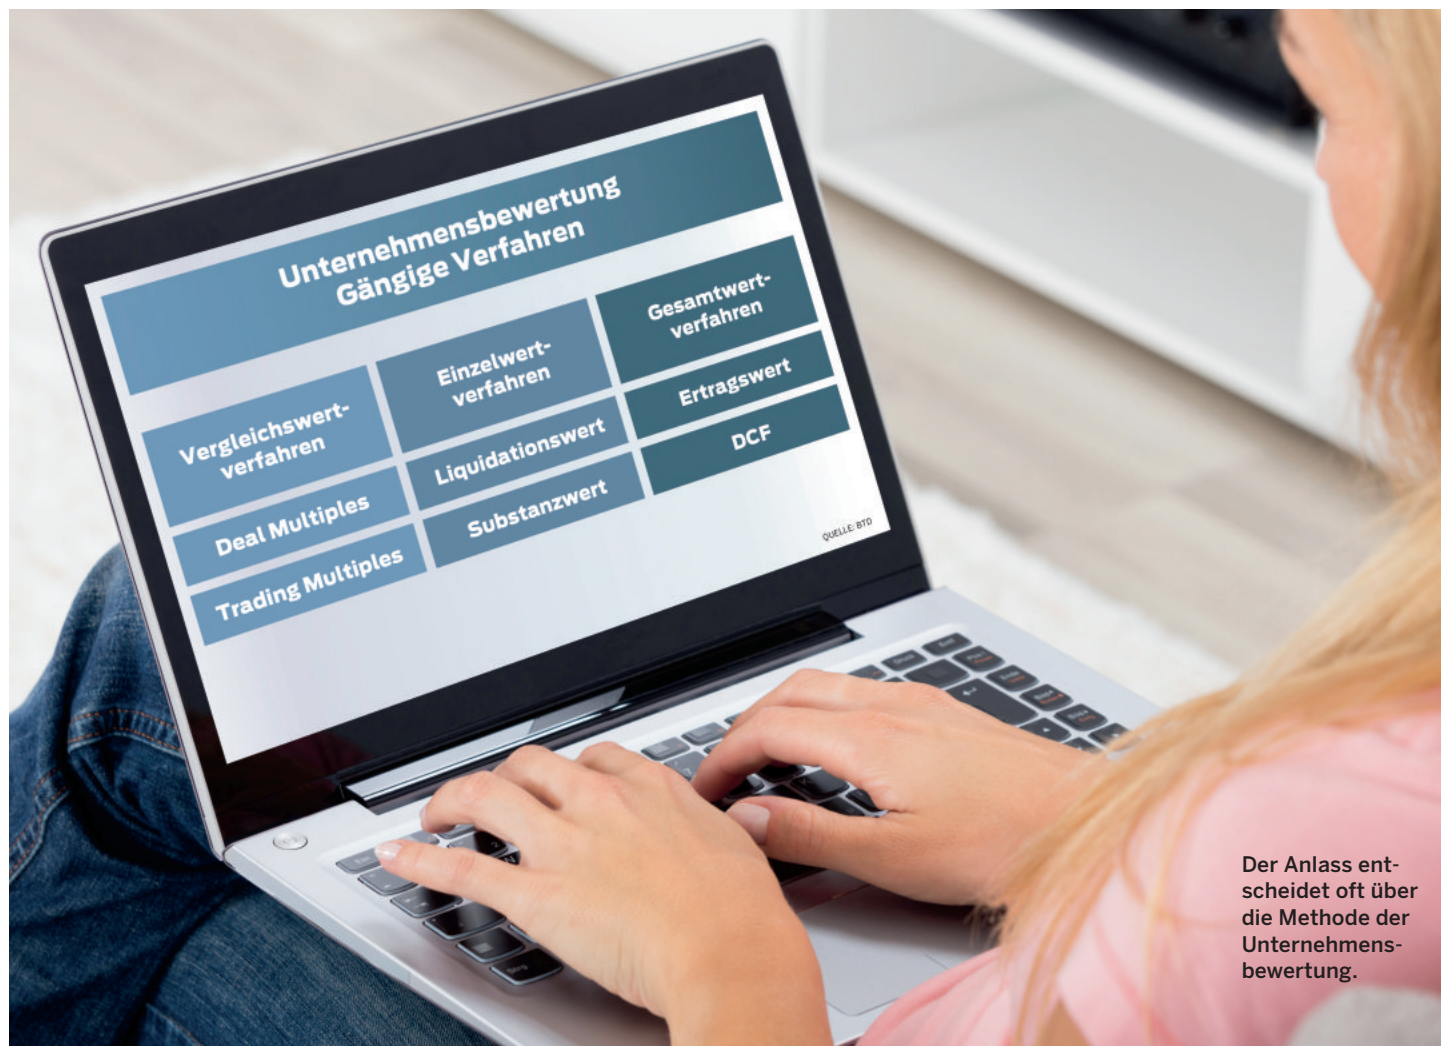 Unternehmensbewertung
Gängige Verfahren
Vergleichswert-
verfahren
Deal Multiples
Trading Multiples
Einzelwert-
verfahren
Liquidationswert
Substanzwert
Gesamtwert-
verfahren
Ertragswert
DCF
QUELLE: BTD
Strg
Der Anlass ent-
scheidet oft über
die Methode der
Unternehmens-
bewertung.